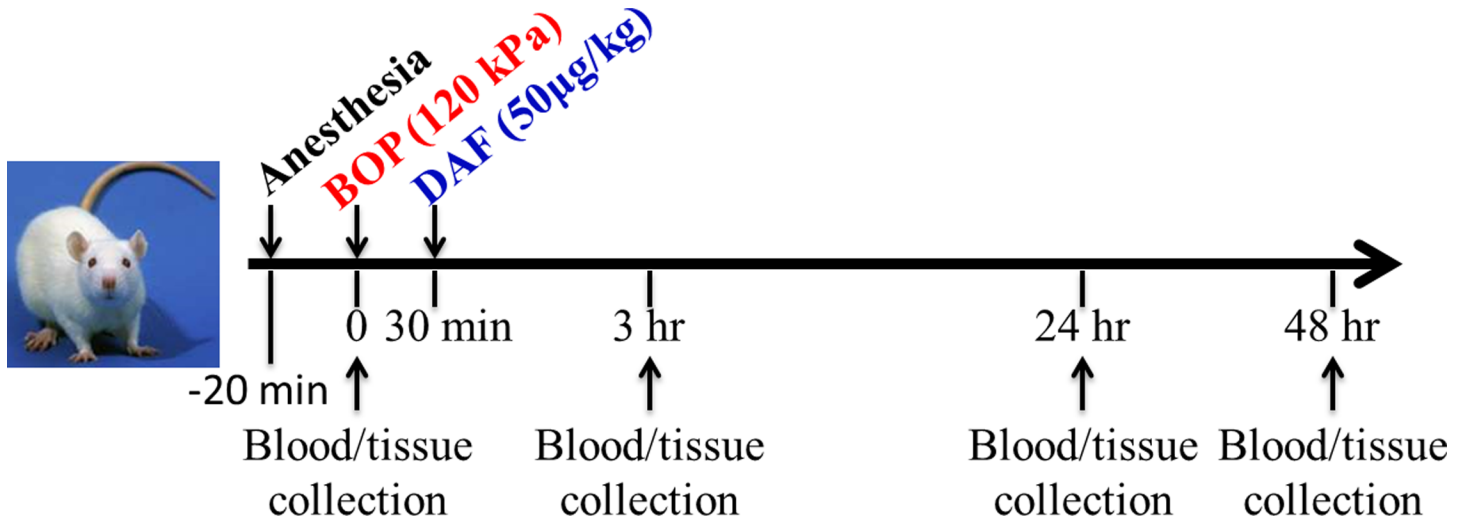 Anesthesia
BOP (120 kPa)
DAF (50µg/kg)
0 30 min 3 hr 24 hr 48 hr
-20 min
Blood/tissue Blood/tissue Blood/tissue Blood/tissue
collection collection collection collection